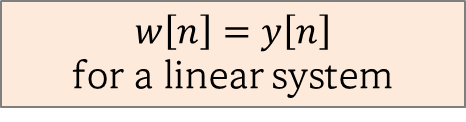 w[n] = y[n]
for a linear system